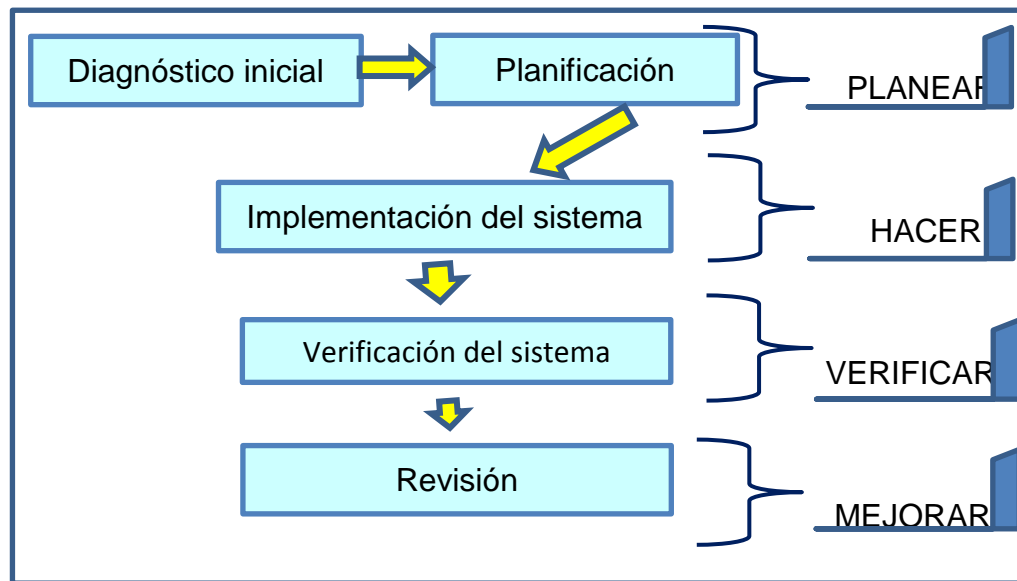 Diagnóstico inicial
Planificación
PLANEAR
Implementación del sistema
HACER
Verificación del sistema
VERIFICAR
Revisión
MEJORAR